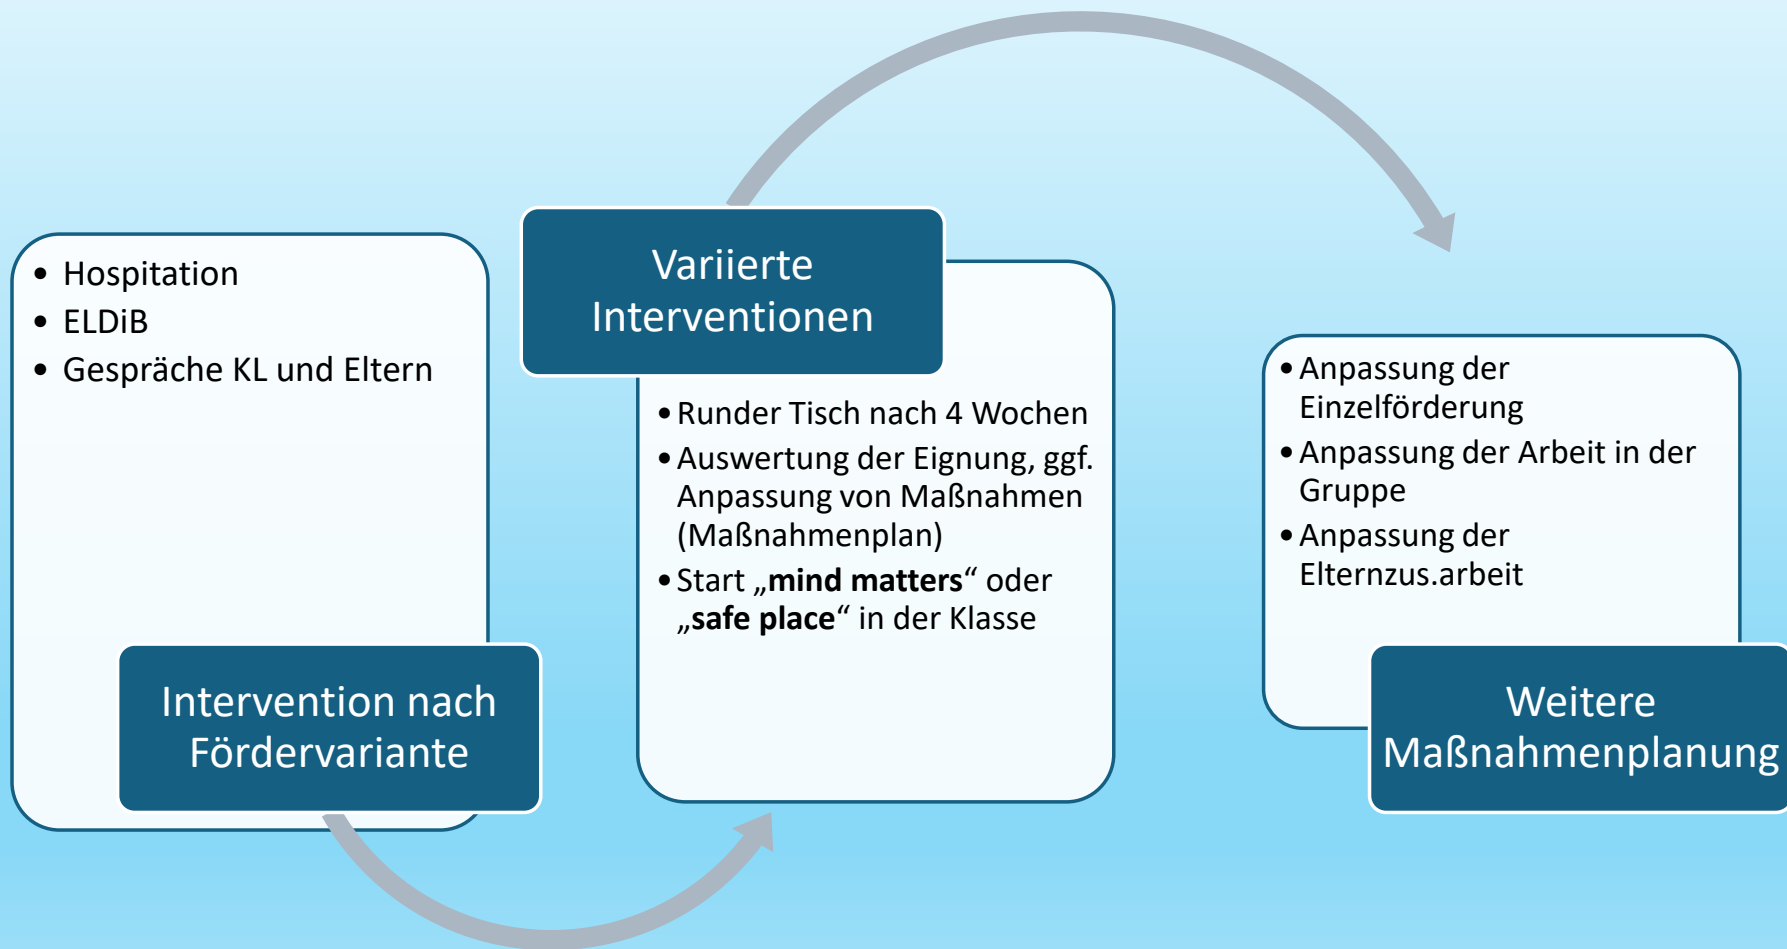 • Hospitation
• ELDiB
• Gespräche KL und Eltern
Intervention nach
Fördervariante
Variierte
Interventionen
• Runder Tisch nach 4 Wochen
• Auswertung der Eignung, ggf.
Anpassung von Maßnahmen
(Maßnahmenplan)
• Start „mind matters“ oder
„safe place“ in der Klasse
• Anpassung der
Einzelförderung
• Anpassung der Arbeit in der
Gruppe
• Anpassung der
Elternzus.arbeit
Weitere
Maßnahmenplanung